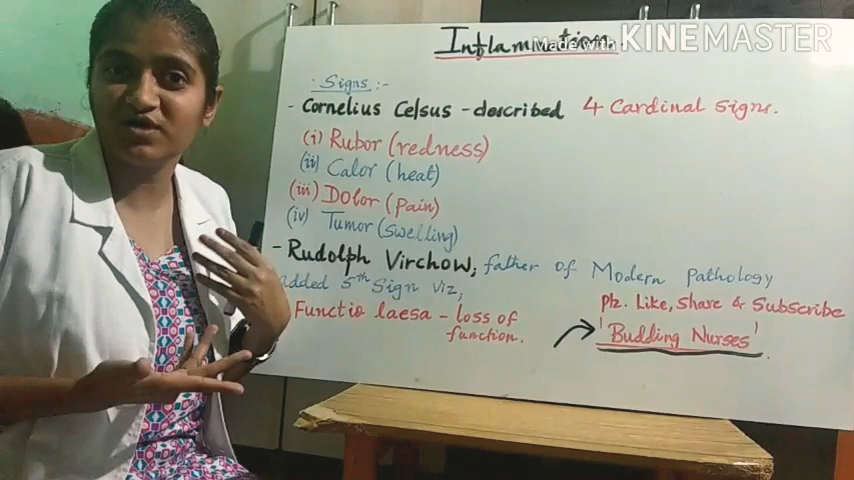 Inflamation.
Made with KINEMASTER
Signs :-
- Cornelius Celsus - described 4 Cardinal Signs.
(i) Rubor (redness)
(ii) Calor (heat)
(iii) Dolor (Pain)
(iv) Tumor (Swelling)
- Rudolph Virchow, father of Modern Pathology
added 5th Sign viz,
Functio laesa - loss of
function.
Plz. Like, Share & Subscribe
'Budding Nurses'